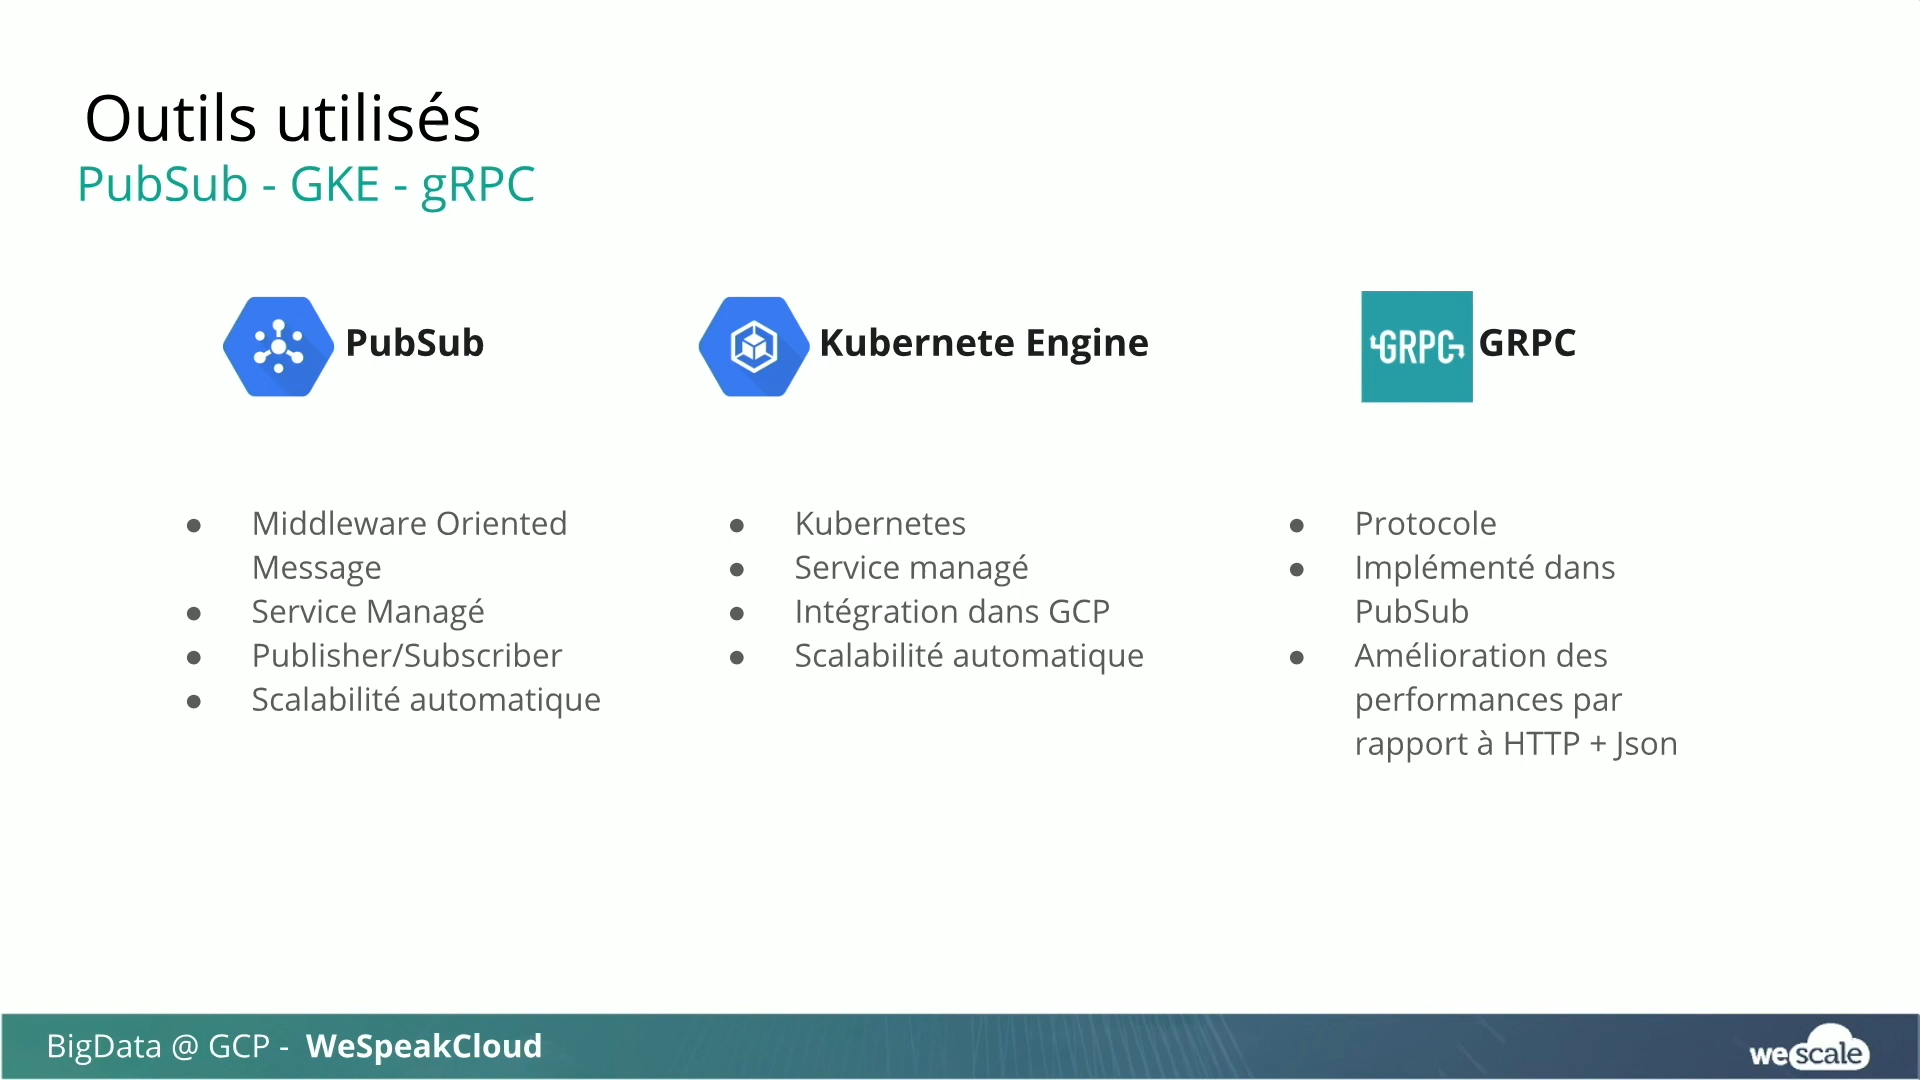 Outils utilisés
PubSub - GKE - gRPC
PubSub
● Middleware Oriented
Message
● Service Managé
● Publisher/Subscriber
● Scalabilité automatique
Kubernete Engine
● Kubernetes
● Service managé
● Intégration dans GCP
● Scalabilité automatique
GRPC GRPC
● Protocole
● Implémenté dans
PubSub
● Amélioration des
performances par
rapport à HTTP + Json
BigData @ GCP - WeSpeakCloud
wescale